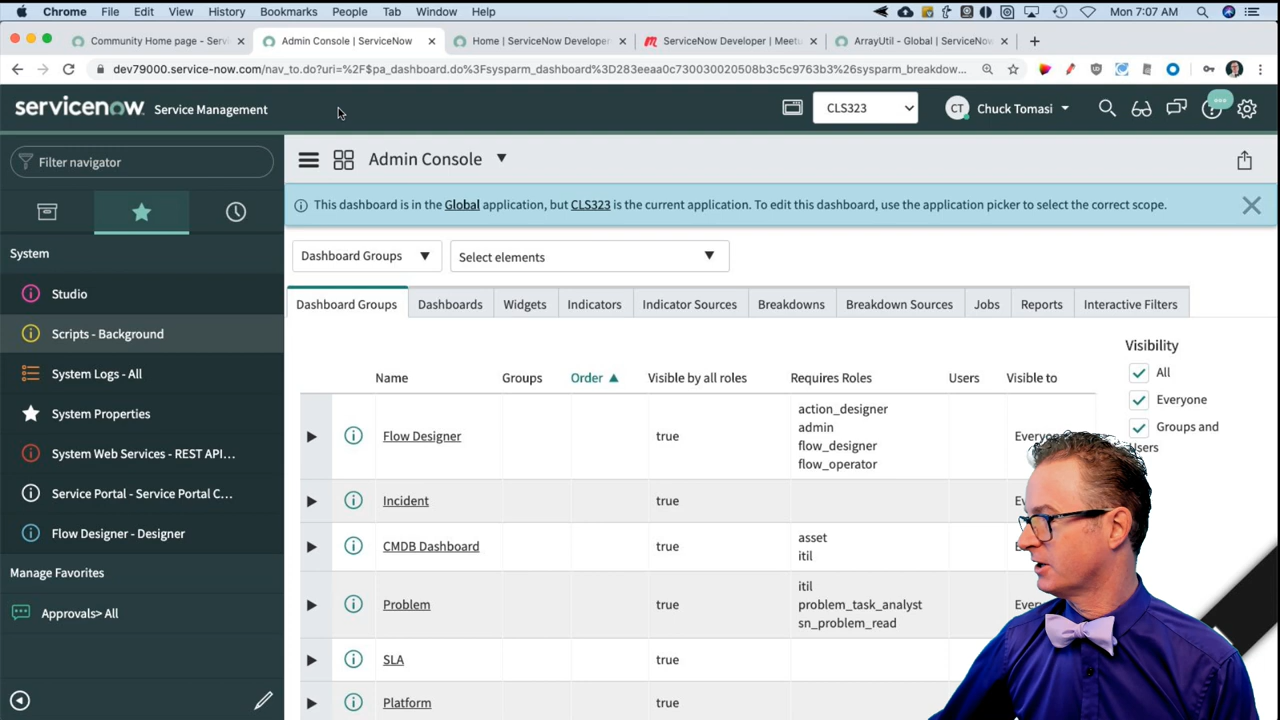 Chrome File Edit View History Bookmarks People Tab Window Help Mon 7:07 AM
Community Home page - Serv Admin Console | ServiceNow Home | ServiceNow Developer ServiceNow Developer | Meetu ArrayUtil - Global | ServiceNow
dev79000.service-now.com/nav_to.do?uri=%2F$pa_dashboard.do%3Fsysparm_dashboard%3D283eeaa0c730030020508b3c5c9763b3%26sysparm_breakdow...
servicenow Service Management CLS323 CT Chuck Tomasi
Filter navigator
Admin Console
This dashboard is in the Global application, but CLS323 is the current application. To edit this dashboard, use the application picker to select the correct scope.
System
Studio
Scripts - Background
System Logs - All
System Properties
System Web Services - REST API...
Service Portal - Service Portal C...
Flow Designer - Designer
Manage Favorites
Approvals> All
Dashboard Groups Select elements
Dashboard Groups Dashboards Widgets Indicators Indicator Sources Breakdowns Breakdown Sources Jobs Reports Interactive Filters
Visibility
All
Everyone
Groups and
Users
Name Groups Order Visible by all roles Requires Roles Users Visible to
action_designer
admin
Flow Designer true Everyone
flow_designer
flow_operator
Incident true
asset
CMDB Dashboard true
itil
itil
Problem true problem_task_analyst
sn_problem_read
SLA true
Platform true